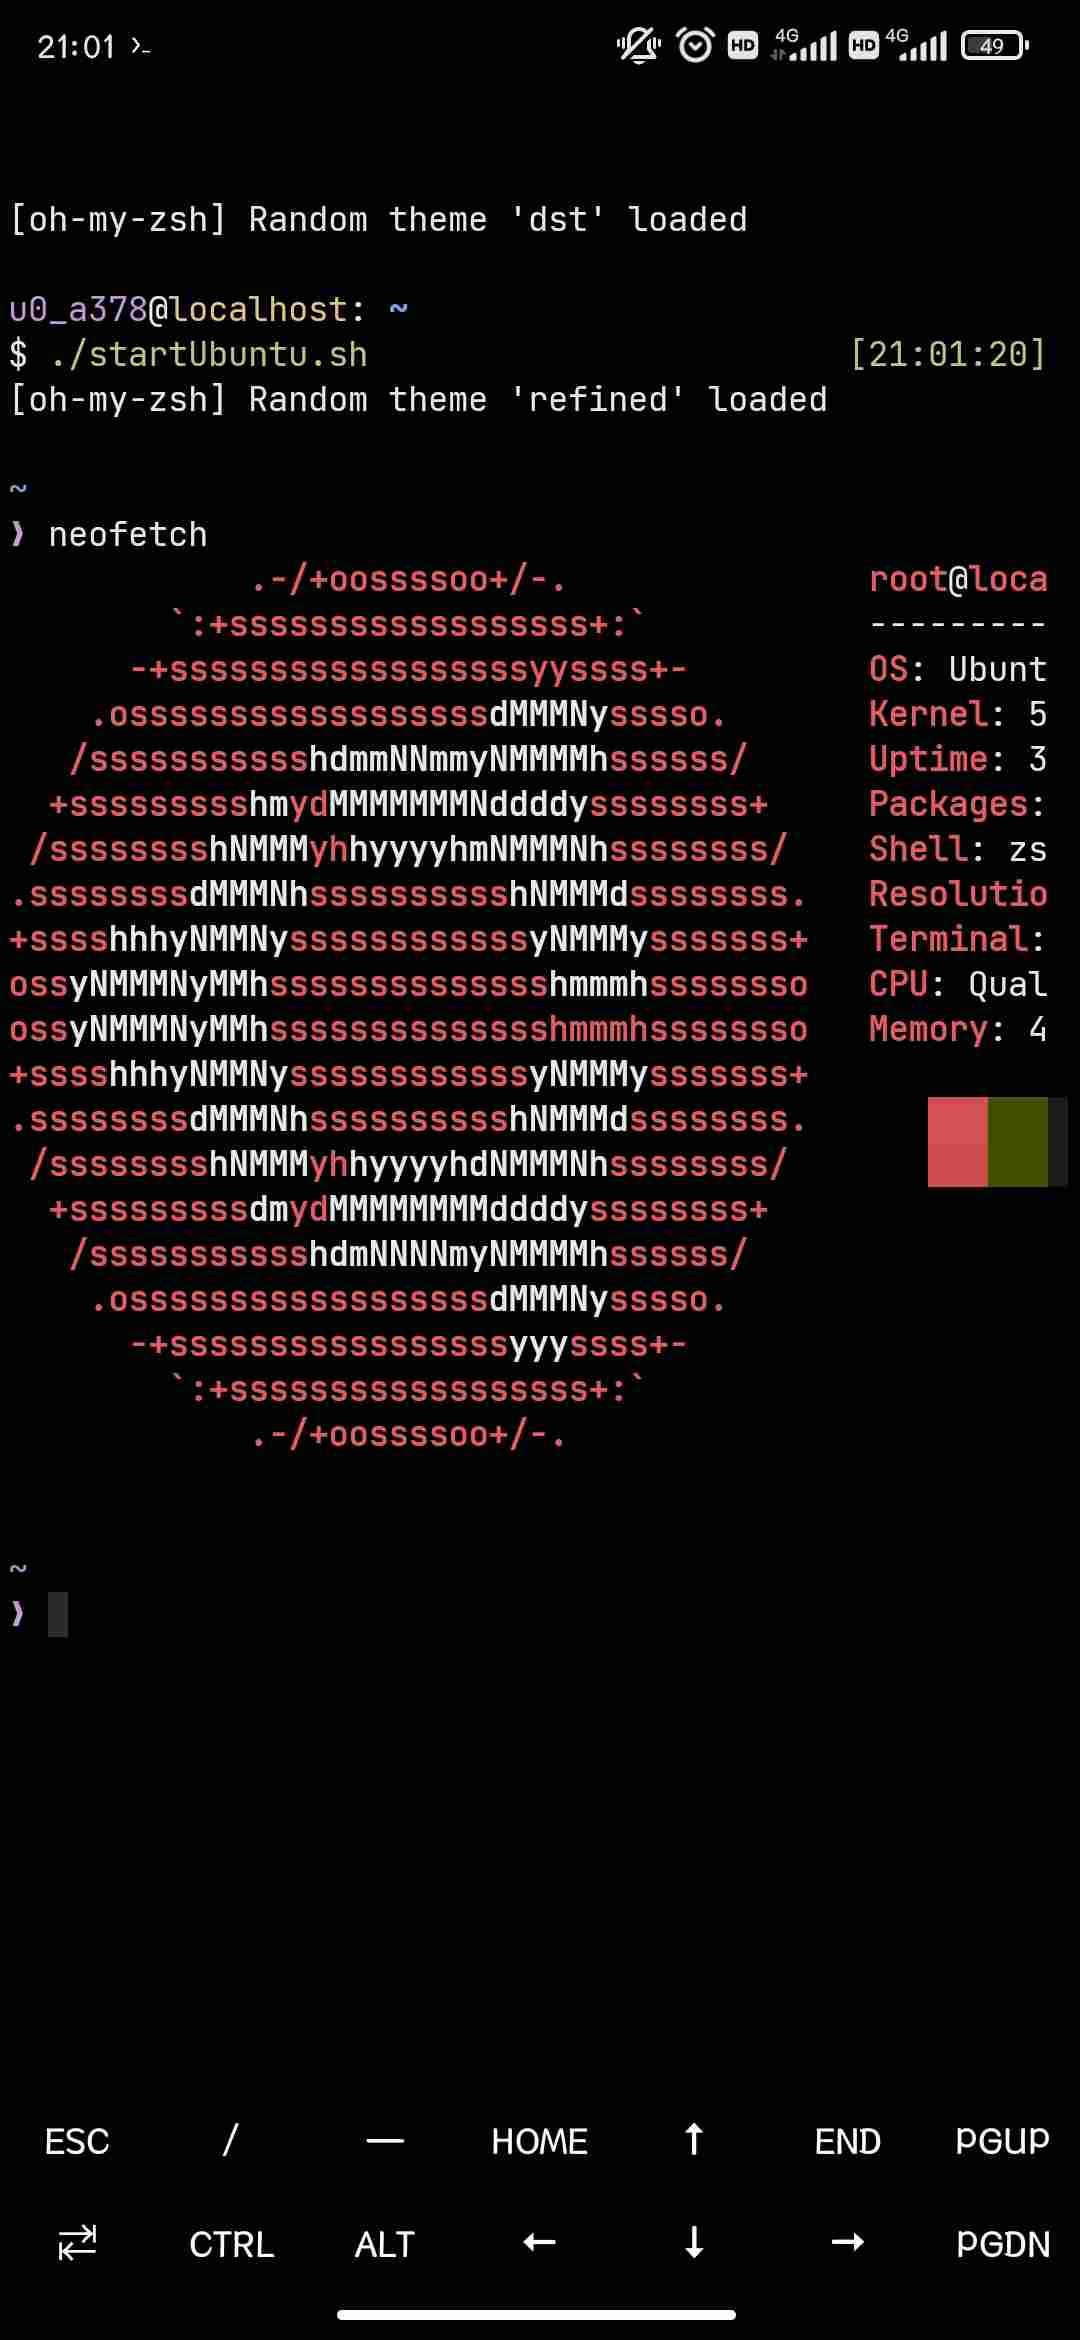 21:01 >_ HD 4G HD 4G 49
[oh-my-zsh] Random theme 'dst' loaded
u0_a378@localhost: ~
$ ./startUbuntu.sh [21:01:20]
[oh-my-zsh] Random theme 'refined' loaded
~
❯ neofetch
.-/+oossssoo+/-. root@loca
`:+ssssssssssssssssss+:` ---------
-+ssssssssssssssssssyyssss+- OS: Ubunt
.ossssssssssssssssssdMMMNysssso. Kernel: 5
/ssssssssssshdmmNNmmyNMMMMhssssss/ Uptime: 3
+ssssssssshmydMMMMMMMNddddyssssssss+ Packages:
/sssssssshNMMMyhhyyyyhmNMMMNhssssssss/ Shell: zs
.ssssssssdMMMNhsssssssssshNMMMdssssssss. Resolutio
+sssshhhyNMMNyssssssssssssyNMMMysssssss+ Terminal:
ossyNMMMNyMMhsssssssssssssshmmmhssssssso CPU: Qual
ossyNMMMNyMMhsssssssssssssshmmmhssssssso Memory: 4
+sssshhhyNMMNyssssssssssssyNMMMysssssss+
.ssssssssdMMMNhsssssssssshNMMMdssssssss.
/sssssssshNMMMyhhyyyyhdNMMMNhssssssss/
+sssssssssdmydMMMMMMMMddddyssssssss+
/ssssssssssshdmNNNNmyNMMMMhssssss/
.ossssssssssssssssssdMMMNysssso.
-+sssssssssssssssssyyyssss+-
`:+ssssssssssssssssss+:`
.-/+oossssoo+/-.
~
❯
ESC / — HOME ↑ END PGUP
⇆ CTRL ALT ← ↓ → PGDN